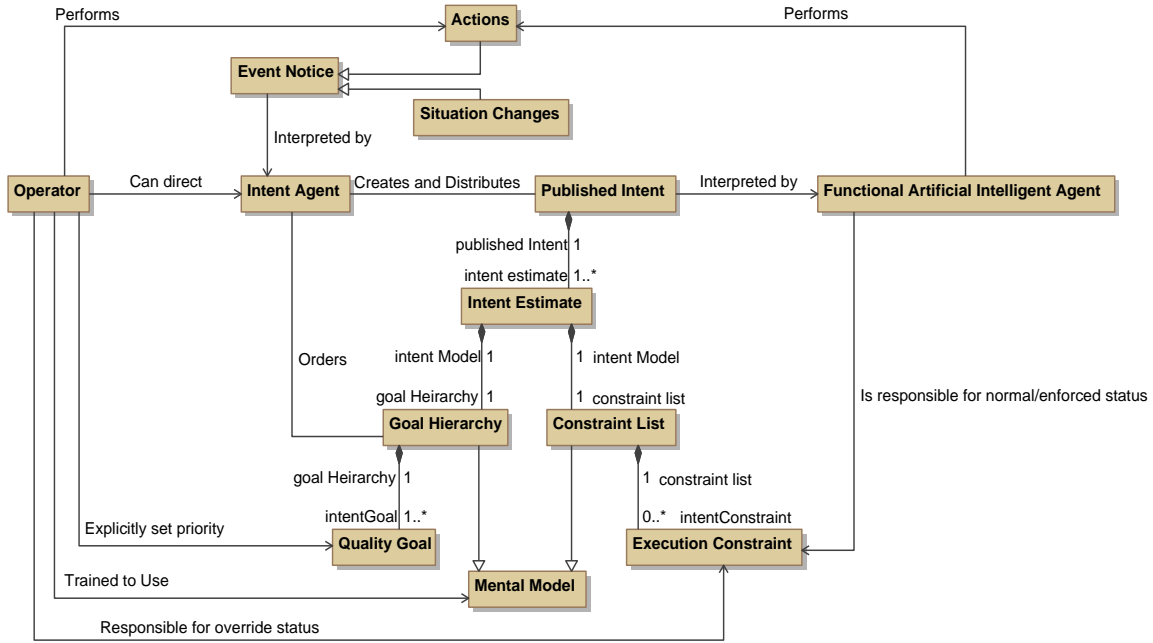 Performs
Actions
Performs
Event Notice
Situation Changes
Interpreted by
Operator
Can direct
Intent Agent
Creates and Distributes
Published Intent
Interpreted by
Functional Artificial Intelligent Agent
published Intent 1
intent estimate 1..*
Intent Estimate
intent Model 1
1 intent Model
Orders
goal Heirarchy 1
1 constraint list
Is responsible for normal/enforced status
Goal Hierarchy
Constraint List
goal Heirarchy 1
1 constraint list
intentGoal 1..*
0..* intentConstraint
Explicitly set priority
Quality Goal
Execution Constraint
Trained to Use
Mental Model
Responsible for override status